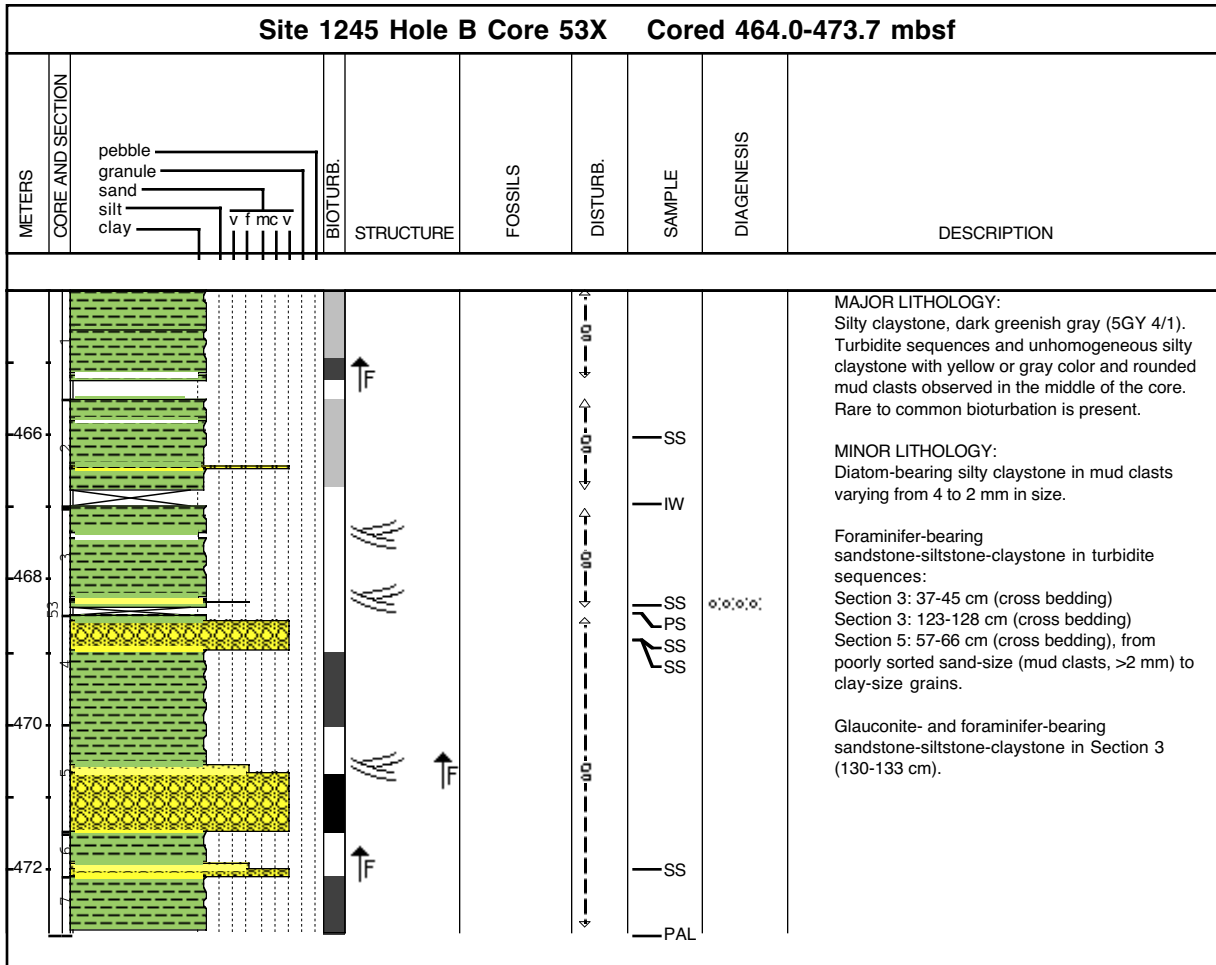 Site 1245 Hole B Core 53X Cored 464.0-473.7 mbsf
METERS
CORE AND SECTION
pebble
granule
sand
silt
clay
v f mc v
BIOTURB.
STRUCTURE
FOSSILS
DISTURB.
SAMPLE
DIAGENESIS
DESCRIPTION
1
F
466
2
SS
IW
3
468
53
SS
PS
SS
SS
4
470
5
F
6
F
472
SS
7
PAL
MAJOR LITHOLOGY:
Silty claystone, dark greenish gray (5GY 4/1).
Turbidite sequences and unhomogeneous silty
claystone with yellow or gray color and rounded
mud clasts observed in the middle of the core.
Rare to common bioturbation is present.
MINOR LITHOLOGY:
Diatom-bearing silty claystone in mud clasts
varying from 4 to 2 mm in size.
Foraminifer-bearing
sandstone-siltstone-claystone in turbidite
sequences:
Section 3: 37-45 cm (cross bedding)
Section 3: 123-128 cm (cross bedding)
Section 5: 57-66 cm (cross bedding), from
poorly sorted sand-size (mud clasts, >2 mm) to
clay-size grains.
Glauconite- and foraminifer-bearing
sandstone-siltstone-claystone in Section 3
(130-133 cm).